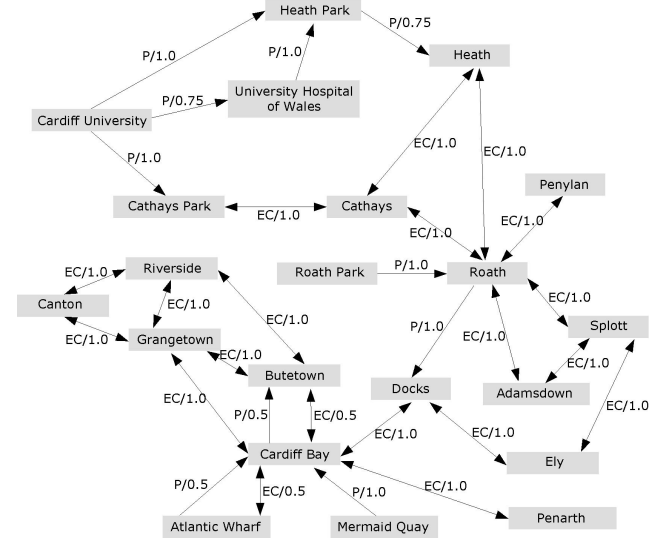 Heath Park
P/0.75
P/1.0
P/1.0
Heath
University Hospital
of Wales
P/0.75
Cardiff University
EC/1.0
EC/1.0
P/1.0
Penylan
Cathays Park
EC/1.0
Cathays
EC/1.0
EC/1.0
Riverside
Roath Park
P/1.0
Roath
EC/1.0
Canton
EC/1.0
EC/1.0
EC/1.0
P/1.0
EC/1.0
EC/1.0
Splott
Grangetown
EC/1.0
EC/1.0
EC/1.0
Butetown
Docks
Adamsdown
EC/1.0
P/0.5
EC/0.5
EC/1.0
EC/1.0
EC/1.0
Cardiff Bay
Ely
P/0.5
EC/0.5
P/1.0
EC/1.0
Atlantic Wharf
Mermaid Quay
Penarth